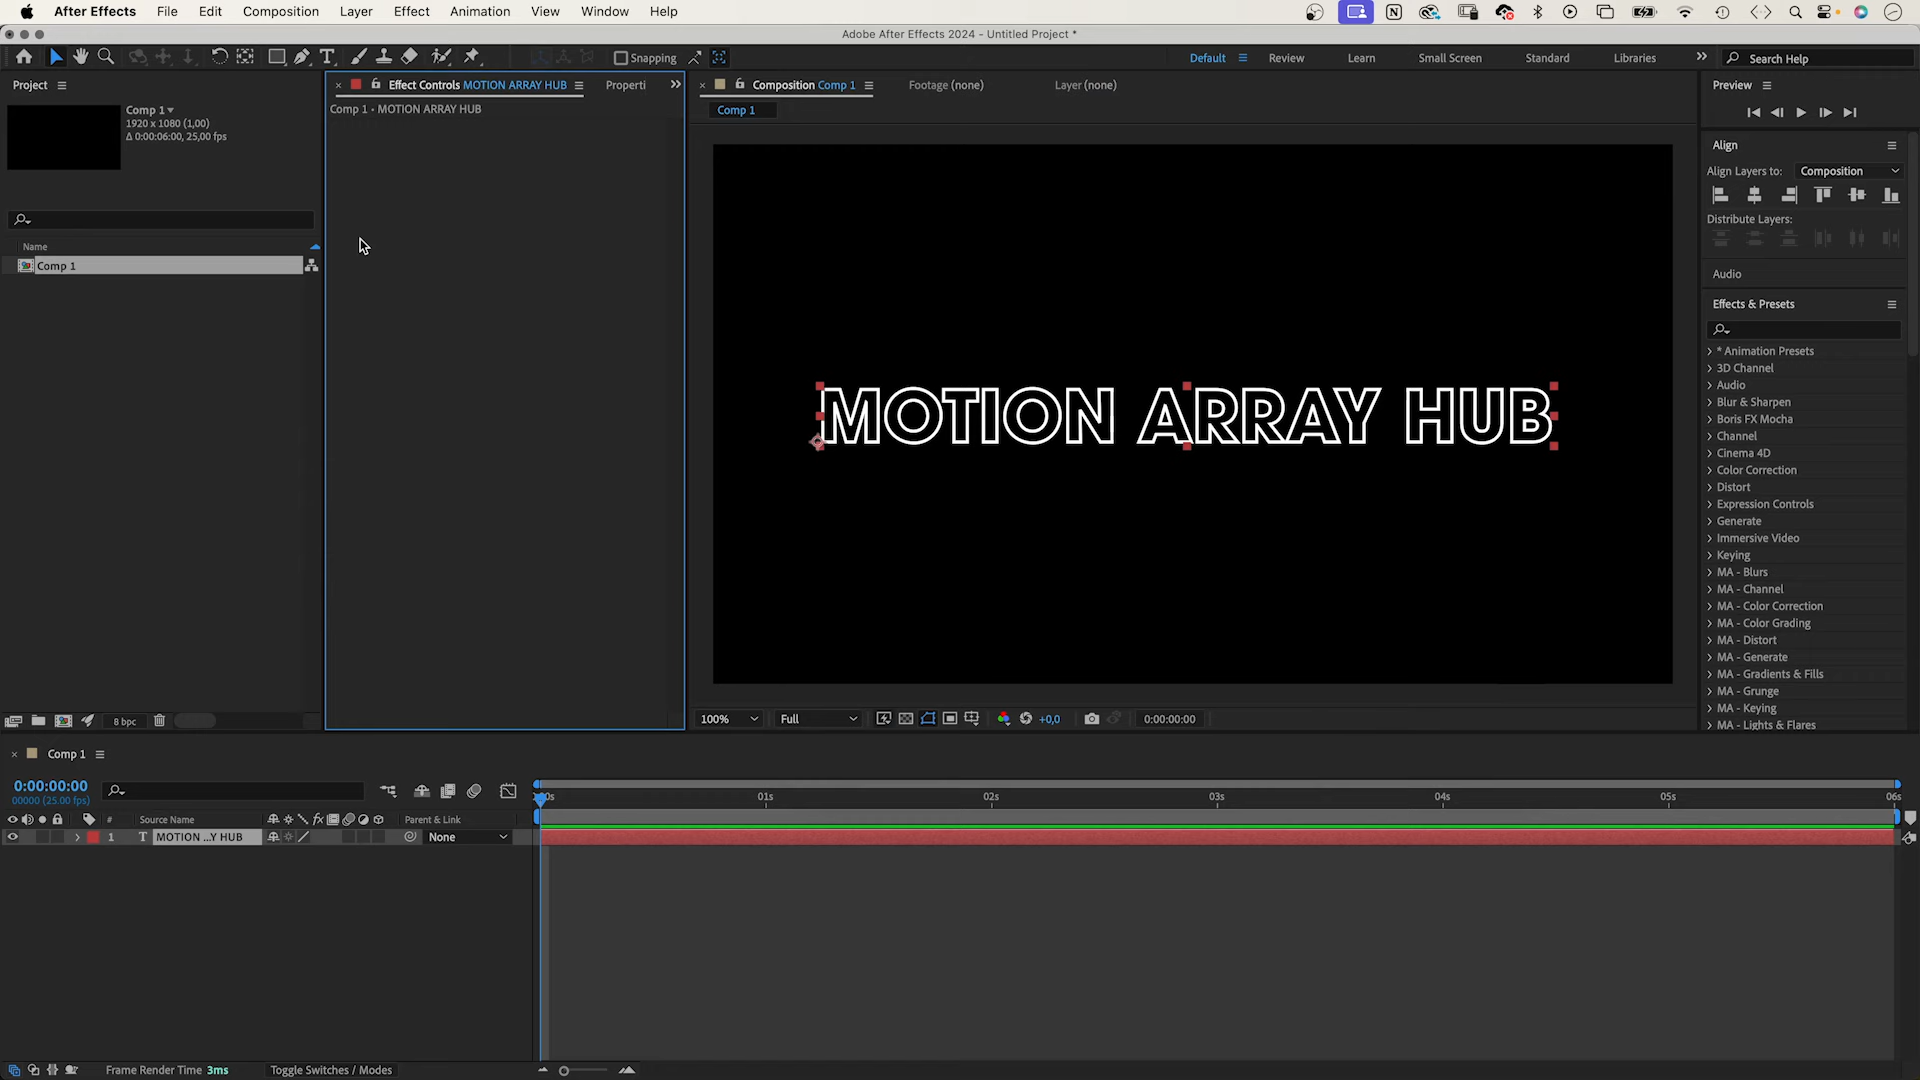 After Effects File Edit Composition Layer Effect Animation View Window Help
Adobe After Effects 2024 - Untitled Project *
Snapping Default Review Learn Small Screen Standard Libraries Search Help
Project
Comp 1
1920 x 1080 (1,00)
Δ 0:00:06:00, 25,00 fps
Name
Comp 1
8 bpc
Effect Controls MOTION ARRAY HUB Properti
Comp 1 • MOTION ARRAY HUB
Composition Comp 1 Footage (none) Layer (none)
Comp 1
MOTION ARRAY HUB
100% Full +0,0 0:00:00:00
Preview
Align
Align Layers to: Composition
Distribute Layers:
Audio
Effects & Presets
* Animation Presets
3D Channel
Audio
Blur & Sharpen
Boris FX Mocha
Channel
Cinema 4D
Color Correction
Distort
Expression Controls
Generate
Immersive Video
Keying
MA - Blurs
MA - Channel
MA - Color Correction
MA - Color Grading
MA - Distort
MA - Generate
MA - Gradients & Fills
MA - Grunge
MA - Keying
MA - Lights & Flares
Comp 1
0:00:00:00
00000 (25.00 fps)
01s 02s 03s 04s 05s 06s
# Source Name fx Parent & Link
1 T MOTION ...Y HUB None
Frame Render Time 3ms Toggle Switches / Modes